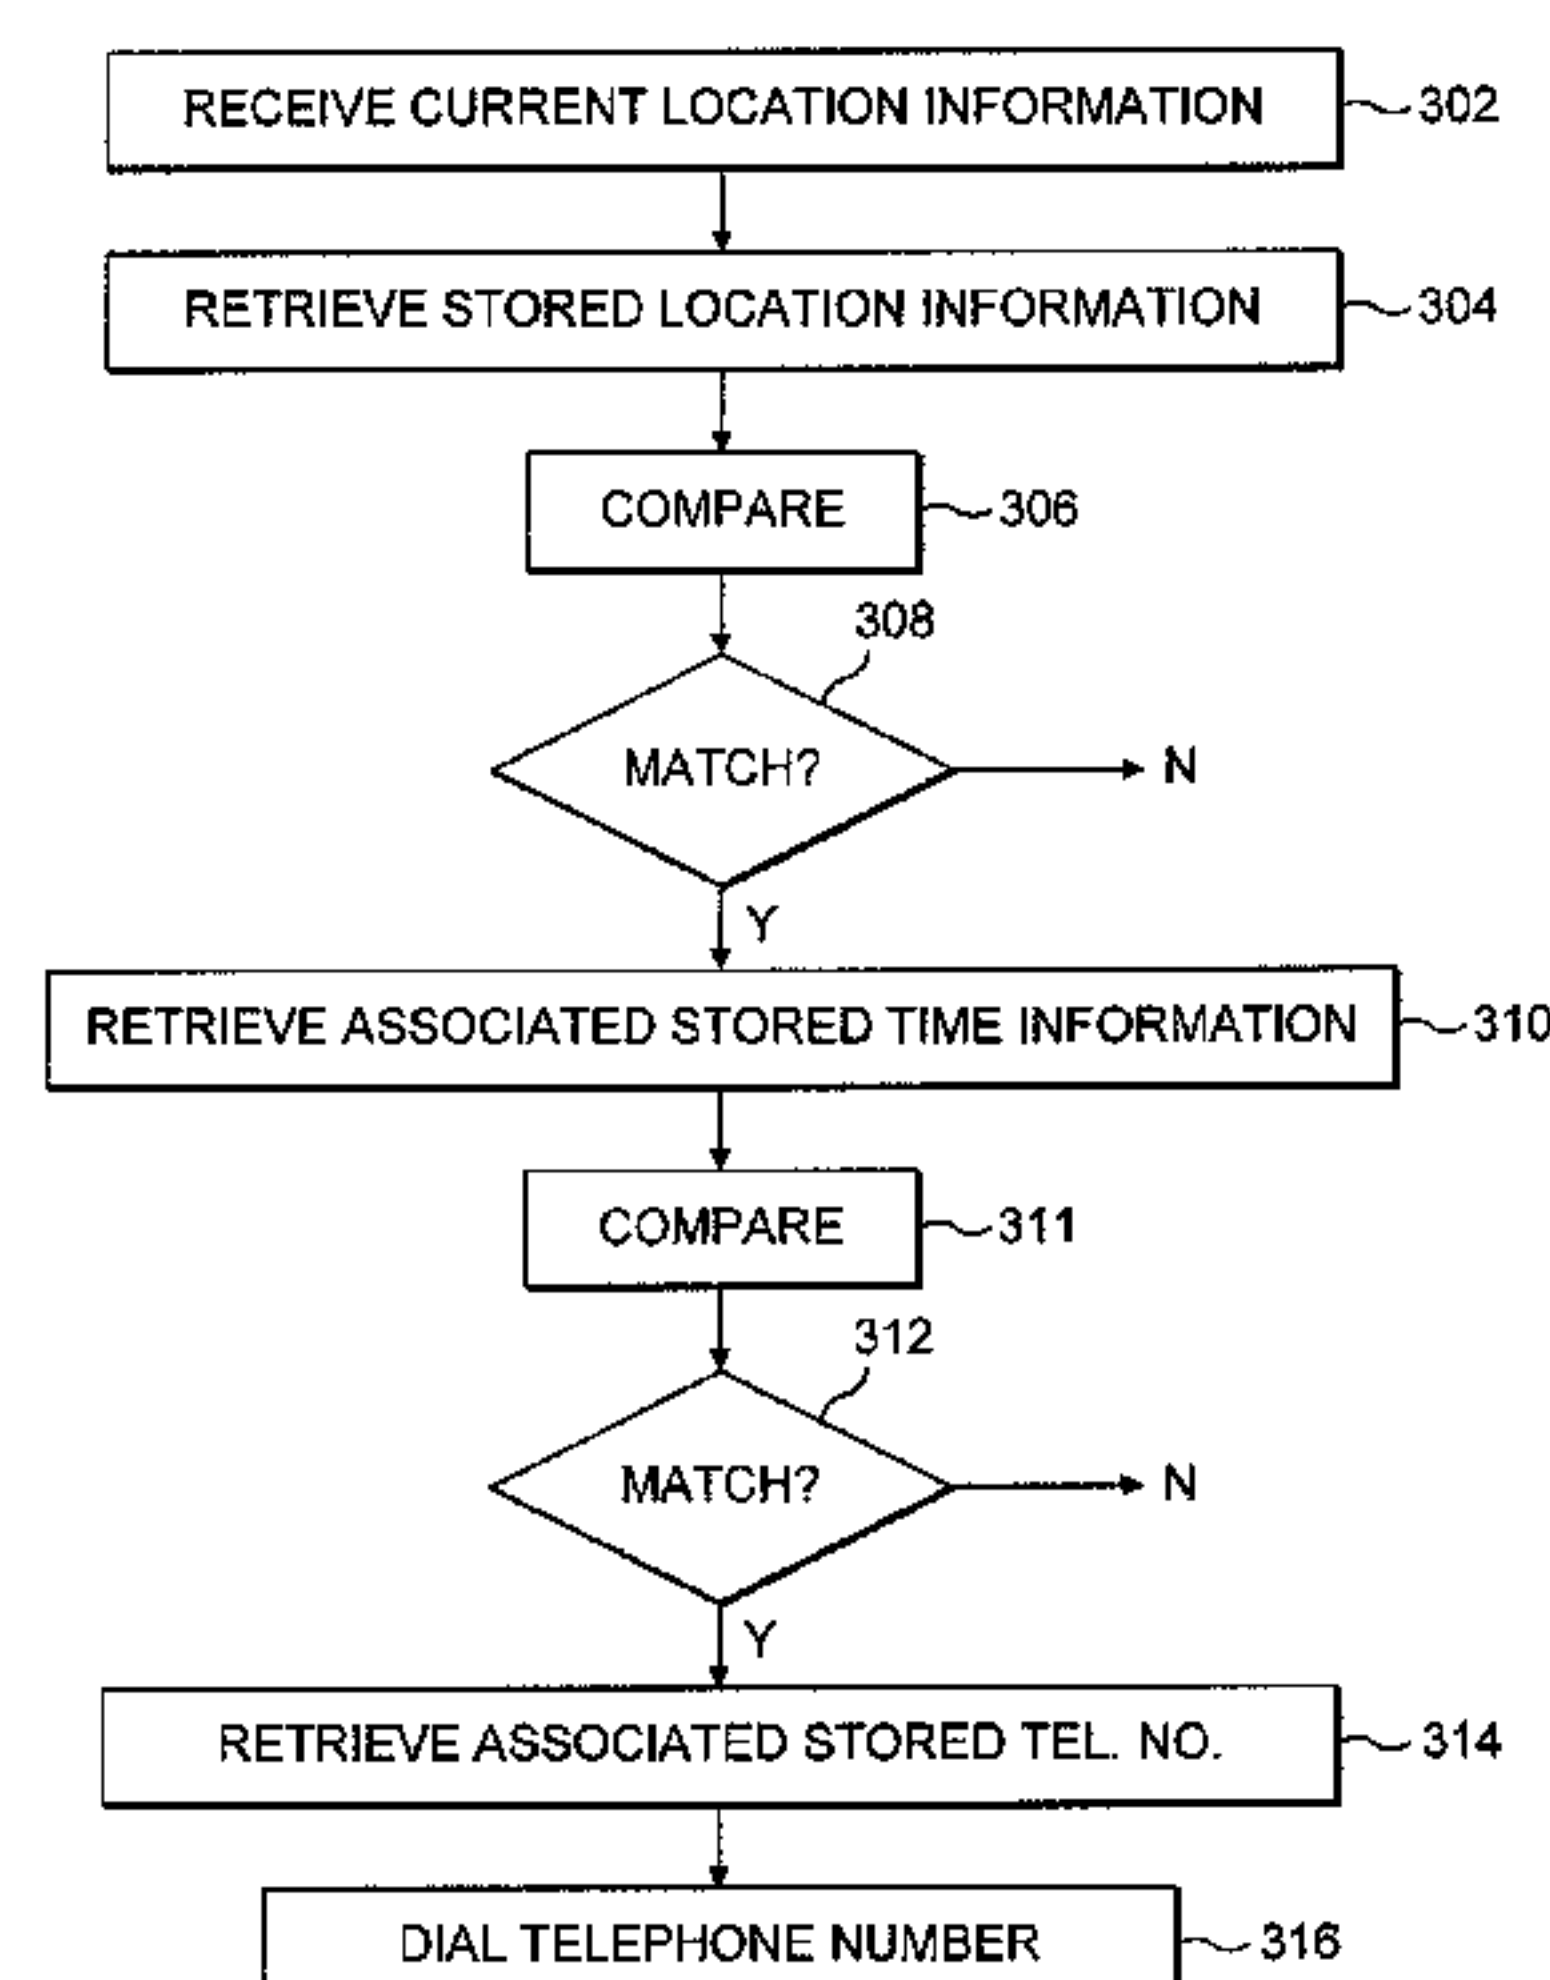 RECEIVE CURRENT LOCATION INFORMATION 302
RETRIEVE STORED LOCATION INFORMATION 304
COMPARE 306
308
MATCH? N
Y
RETRIEVE ASSOCIATED STORED TIME INFORMATION 310
COMPARE 311
312
MATCH? N
Y
RETRIEVE ASSOCIATED STORED TEL. NO. 314
DIAL TELEPHONE NUMBER 316